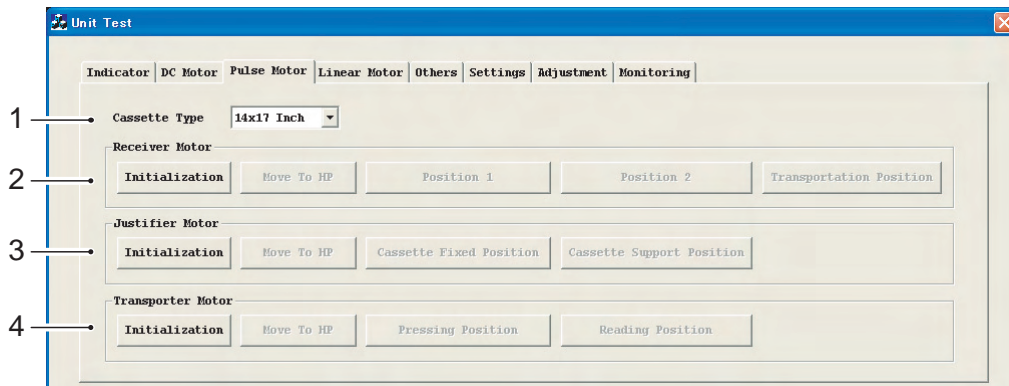 Unit Test
Indicator DC Motor Pulse Motor Linear Motor Others Settings Adjustment Monitoring
1 Cassette Type 14x17 Inch
Receiver Motor
2 Initialization Move To HP Position 1 Position 2 Transportation Position
Justifier Motor
3 Initialization Move To HP Cassette Fixed Position Cassette Support Position
Transporter Motor
4 Initialization Move To HP Pressing Position Reading Position